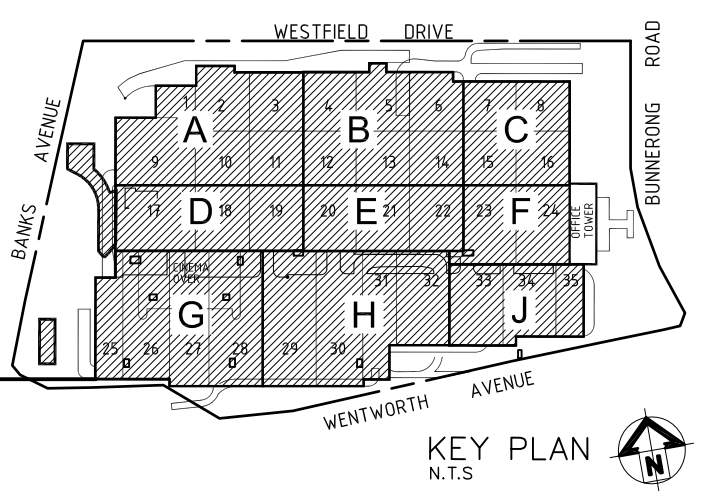 WESTFIELD DRIVE
BUNNERONG ROAD
BANKS AVENUE
1 2 3 4 5 6 7 8
A B C
9 10 11 12 13 14 15 16
D E F
17 18 19 20 21 22 23 24
OFFICE
TOWER
CINEMA
OVER
31 32 33 34 35
G H J
25 26 27 28 29 30
WENTWORTH AVENUE
KEY PLAN
N.T.S
N